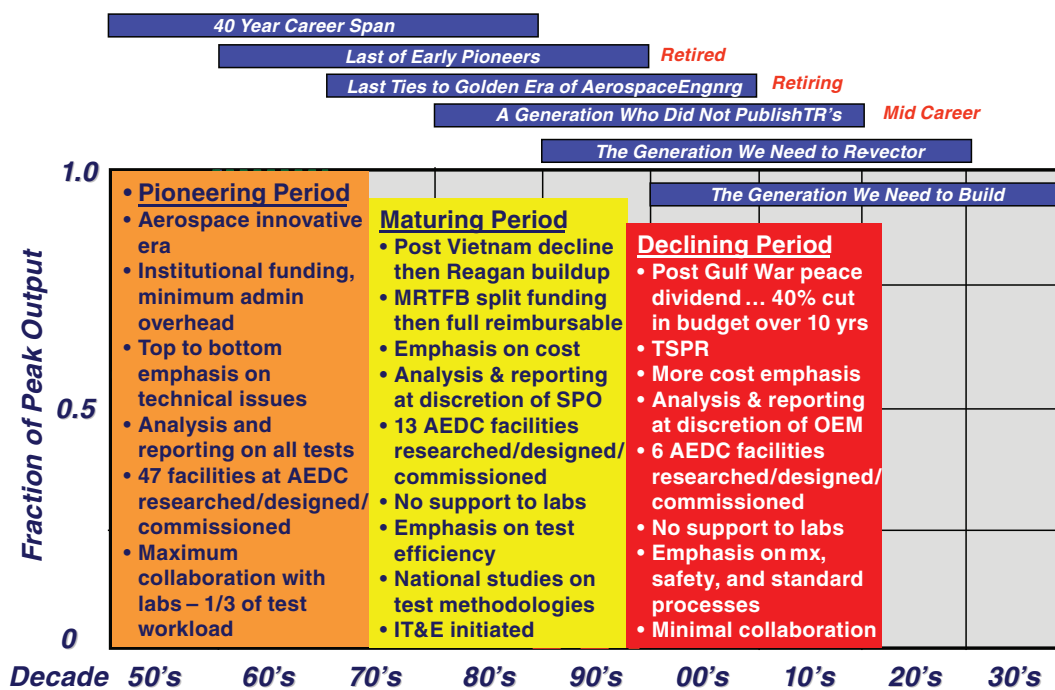 40 Year Career Span
Last of Early Pioneers
Retired
Last Ties to Golden Era of AerospaceEngnrg
Retiring
A Generation Who Did Not PublishTR's
Mid Career
The Generation We Need to Re-vector
The Generation We Need to Build
Fraction of Peak Output
1.0
0.5
0
• Pioneering Period
• Aerospace innovative
era
• Institutional funding,
minimum admin
overhead
• Top to bottom
emphasis on
technical issues
• Analysis and
reporting on all tests
• 47 facilities at AEDC
researched/designed/
commissioned
• Maximum
collaboration with
labs – 1/3 of test
workload
Maturing Period
• Post Vietnam decline
then Reagan buildup
• MRTFB split funding
then full reimbursable
• Emphasis on cost
• Analysis & reporting
at discretion of SPO
• 13 AEDC facilities
researched/designed/
commissioned
• No support to labs
• Emphasis on test
efficiency
• National studies on
test methodologies
• IT&E initiated
Declining Period
• Post Gulf War peace
dividend ... 40% cut
in budget over 10 yrs
• TSPR
• More cost emphasis
• Analysis & reporting
at discretion of OEM
• 6 AEDC facilities
researched/designed/
commissioned
• No support to labs
• Emphasis on mx,
safety, and standard
processes
• Minimal collaboration
Decade 50's 60's 70's 80's 90's 00's 10's 20's 30's